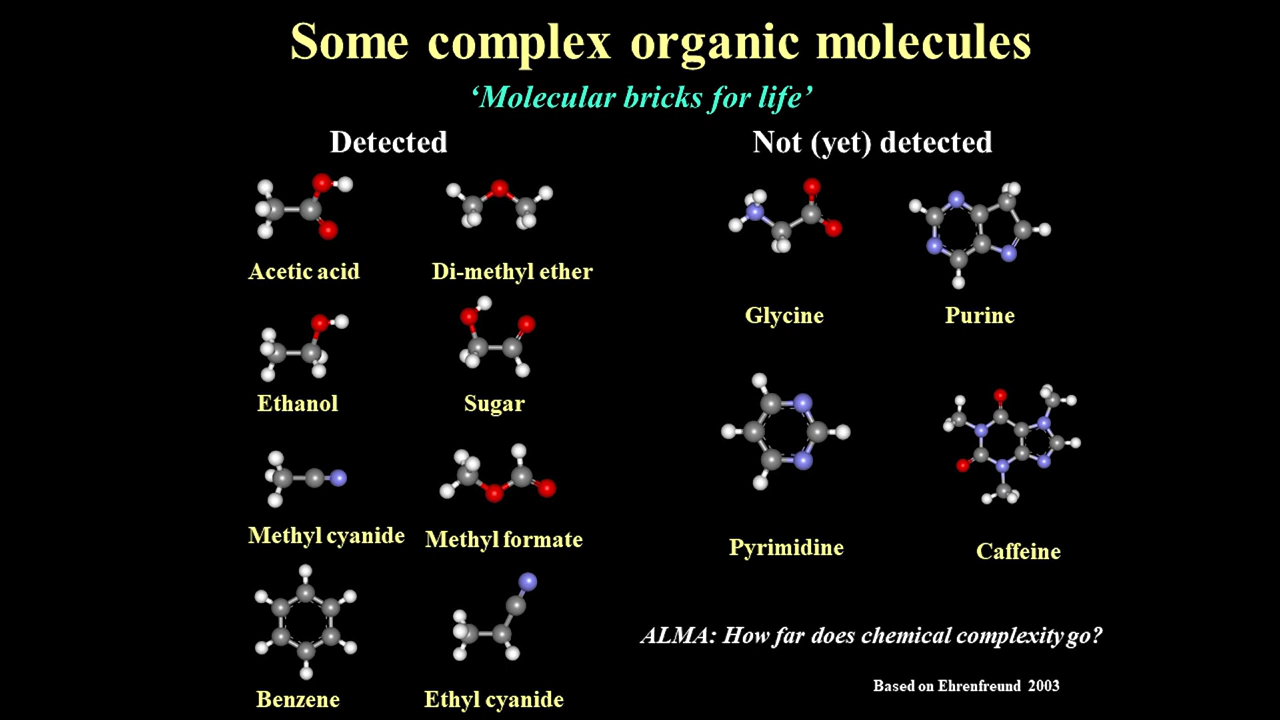 Some complex organic molecules
‘Molecular bricks for life’
Detected
Not (yet) detected
Acetic acid
Di-methyl ether
Glycine
Purine
Ethanol
Sugar
Methyl cyanide
Methyl formate
Pyrimidine
Caffeine
Benzene
Ethyl cyanide
ALMA: How far does chemical complexity go?
Based on Ehrenfreund 2003